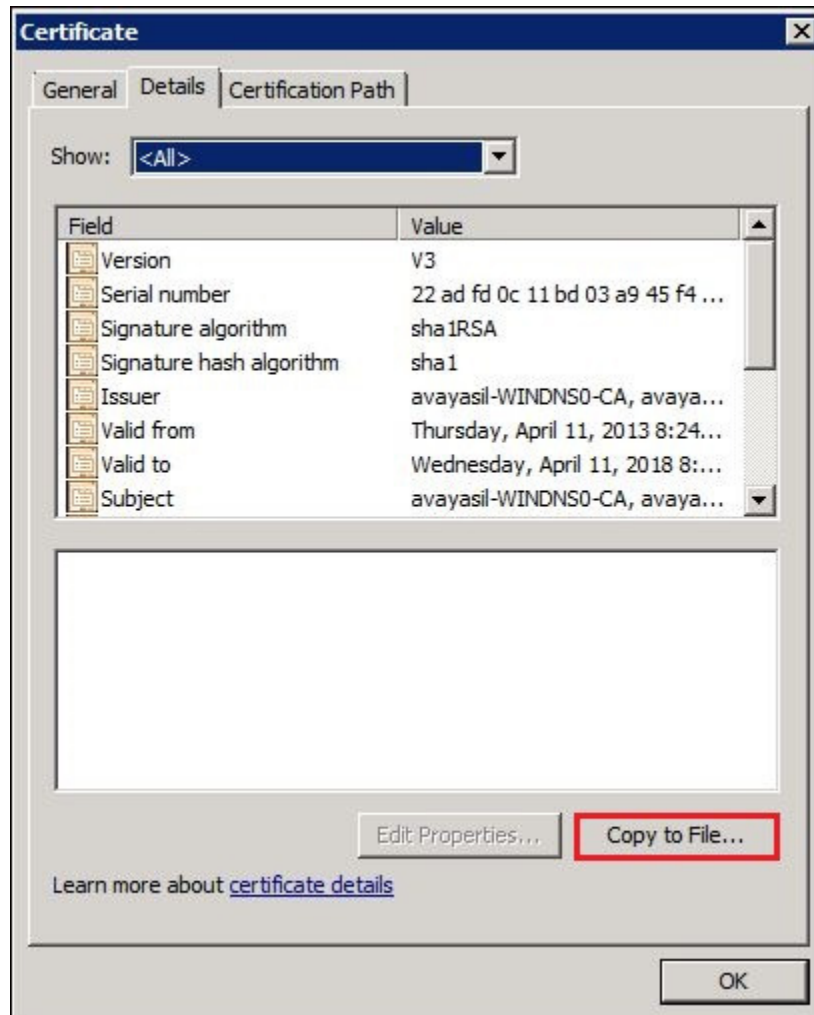 Certificate
General Details Certification Path
Show: <All>
Field Value
Version V3
Serial number 22 ad fd 0c 11 bd 03 a9 45 f4 ...
Signature algorithm sha1RSA
Signature hash algorithm sha1
Issuer avayasil-WINDNS0-CA, avaya...
Valid from Thursday, April 11, 2013 8:24...
Valid to Wednesday, April 11, 2018 8:...
Subject avayasil-WINDNS0-CA, avaya...
Edit Properties... Copy to File...
Learn more about certificate details
OK